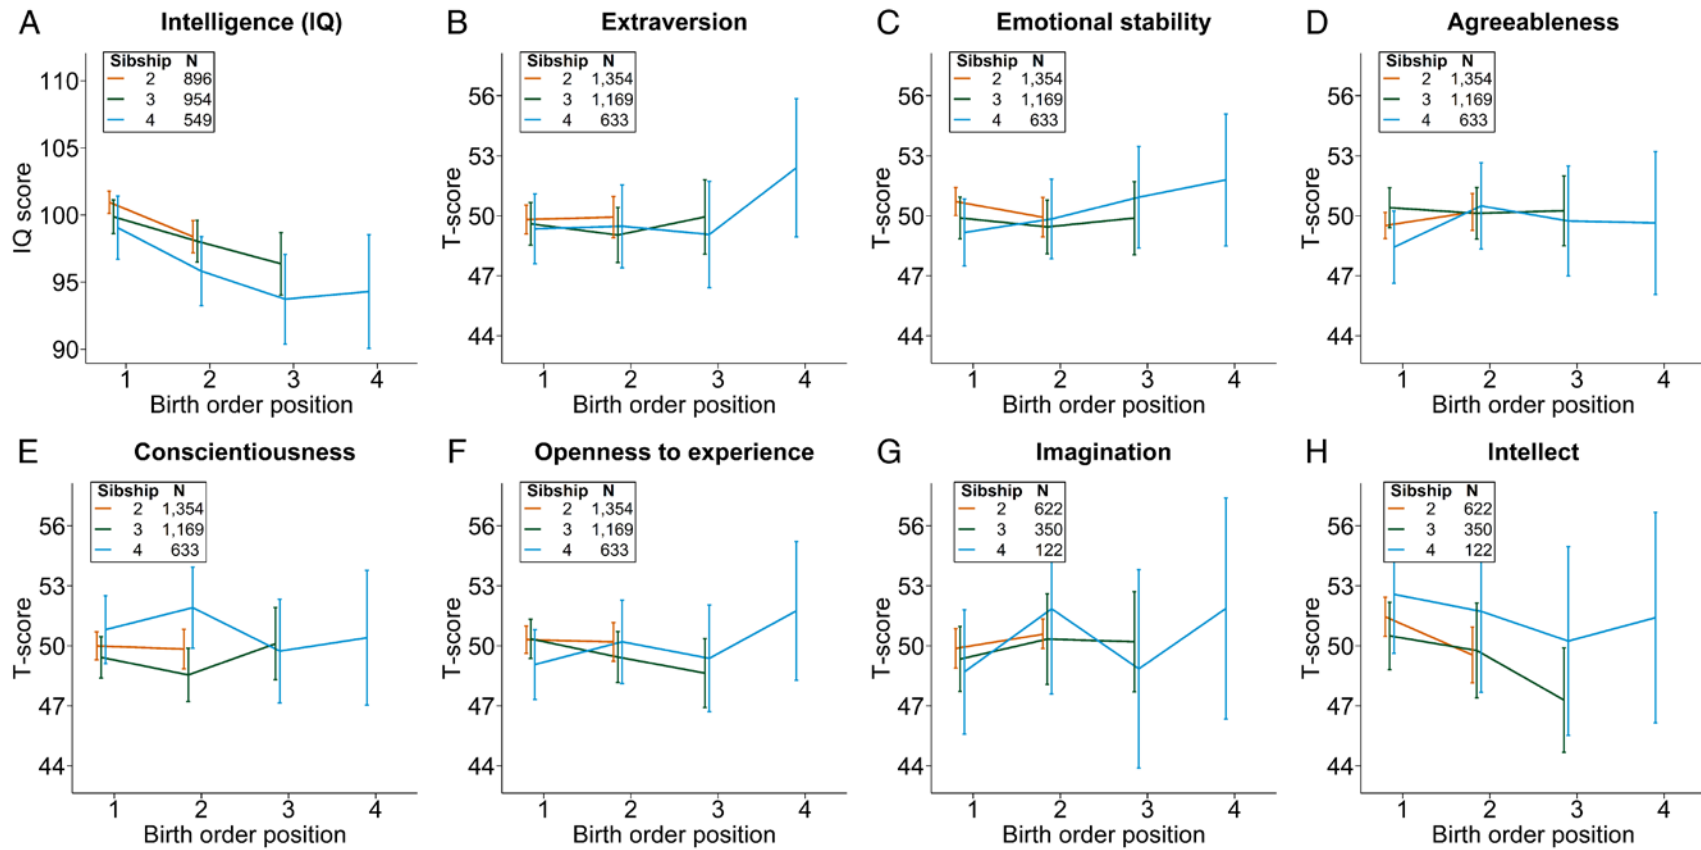 A Intelligence (IQ)
Sibship N
2 896
3 954
4 549
110
105
100
95
90
IQ score
1 2 3 4
Birth order position
B Extraversion
Sibship N
2 1,354
3 1,169
4 633
56
53
50
47
44
T-score
1 2 3 4
Birth order position
C Emotional stability
Sibship N
2 1,354
3 1,169
4 633
56
53
50
47
44
T-score
1 2 3 4
Birth order position
D Agreeableness
Sibship N
2 1,354
3 1,169
4 633
56
53
50
47
44
T-score
1 2 3 4
Birth order position
E Conscientiousness
Sibship N
2 1,354
3 1,169
4 633
56
53
50
47
44
T-score
1 2 3 4
Birth order position
F Openness to experience
Sibship N
2 1,354
3 1,169
4 633
56
53
50
47
44
T-score
1 2 3 4
Birth order position
G Imagination
Sibship N
2 622
3 350
4 122
56
53
50
47
44
T-score
1 2 3 4
Birth order position
H Intellect
Sibship N
2 622
3 350
4 122
56
53
50
47
44
T-score
1 2 3 4
Birth order position